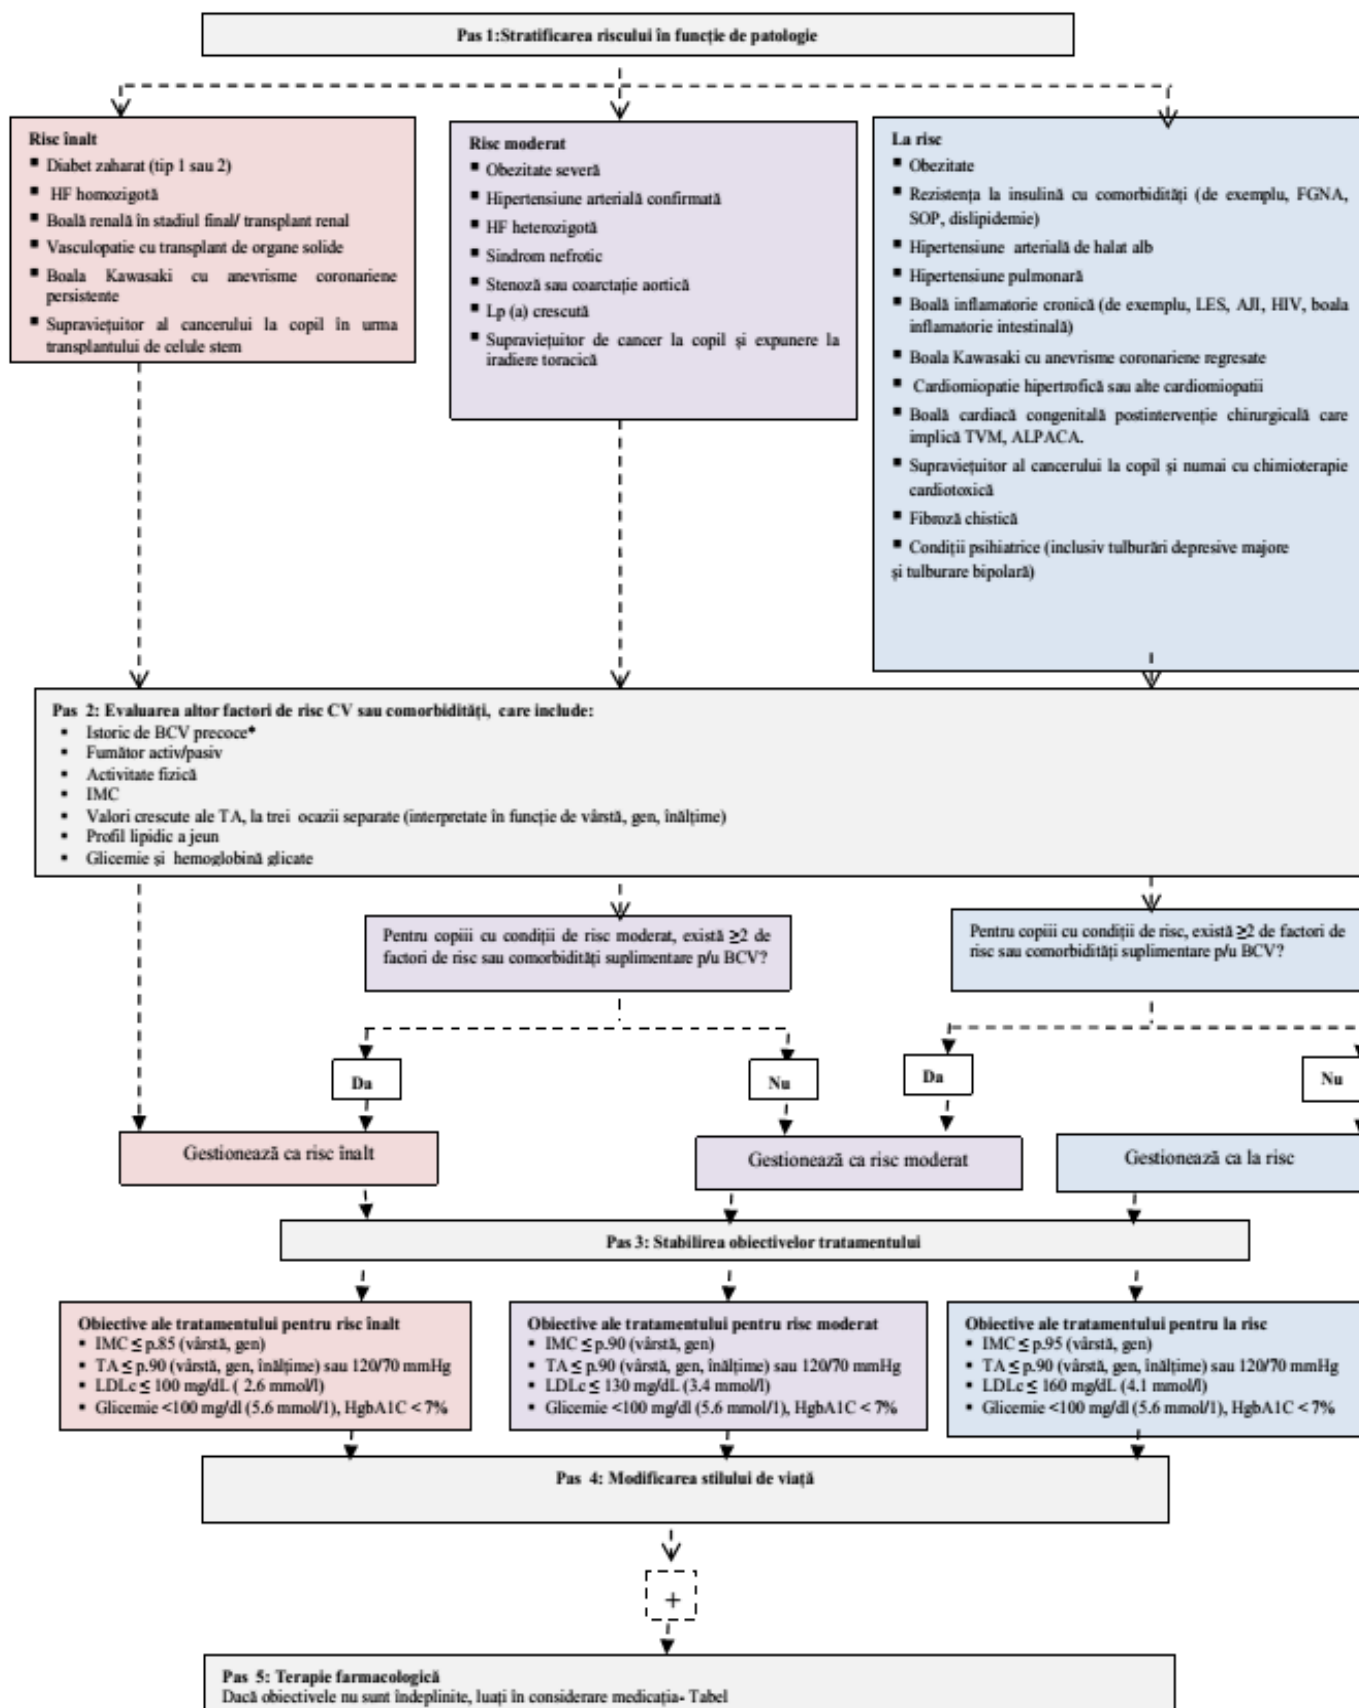 Pas 1:Stratificarea riscului în funcție de patologie
Risc înalt
▪ Diabet zaharat (tip 1 sau 2)
▪ HF homozigotă
▪ Boală renală în stadiul final/ transplant renal
▪ Vasculopatie cu transplant de organe solide
▪ Boala Kawasaki cu anevrisme coronariene
persistente
▪ Supraviețuitor al cancerului la copil în urma
transplantului de celule stem
Risc moderat
▪ Obezitate severă
▪ Hipertensiune arterială confirmată
▪ HF heterozigotă
▪ Sindrom nefrotic
▪ Stenoză sau coarctație aortică
▪ Lp (a) crescută
▪ Supraviețuitor de cancer la copil și expunere la
iradiere toracică
La risc
▪ Obezitate
▪ Rezistența la insulină cu comorbidități (de exemplu, FGNA,
SOP, dislipidemie)
▪ Hipertensiune arterială de halat alb
▪ Hipertensiune pulmonară
▪ Boală inflamatorie cronică (de exemplu, LES, AJI, HIV, boala
inflamatorie intestinală)
▪ Boala Kawasaki cu anevrisme coronariene regresate
▪ Cardiomiopatie hipertrofică sau alte cardiomiopatii
▪ Boală cardiacă congenitală postintervenție chirurgicală care
implică TVM, ALPACA.
▪ Supraviețuitor al cancerului la copil și numai cu chimioterapie
cardiotoxică
▪ Fibroză chistică
▪ Condiții psihiatrice (inclusiv tulburări depresive majore
și tulburare bipolară)
Pas 2: Evaluarea altor factori de risc CV sau comorbidități, care include:
▪ Istoric de BCV precoce*
▪ Fumător activ/pasiv
▪ Activitate fizică
▪ IMC
▪ Valori crescute ale TA, la trei ocazii separate (interpretate în funcție de vârstă, gen, înălțime)
▪ Profil lipidic a jeun
▪ Glicemie și hemoglobină glicate
Pentru copiii cu condiții de risc moderat, există ≥2 de
factori de risc sau comorbidități suplimentare p/u BCV?
Pentru copiii cu condiții de risc, există ≥2 de factori de
risc sau comorbidități suplimentare p/u BCV?
Da
Nu
Da
Nu
Gestionează ca risc înalt
Gestionează ca risc moderat
Gestionează ca la risc
Pas 3: Stabilirea obiectivelor tratamentului
Obiective ale tratamentului pentru risc înalt
▪ IMC ≤ p.85 (vârstă, gen)
▪ TA ≤ p.90 (vârstă, gen, înălțime) sau 120/70 mmHg
▪ LDLc ≤ 100 mg/dL ( 2.6 mmol/l)
▪ Glicemie <100 mg/dl (5.6 mmo/1), HgbA1C < 7%
Obiective ale tratamentului pentru risc moderat
▪ IMC ≤ p.90 (vârstă, gen)
▪ TA ≤ p.90 (vârstă, gen, înălțime) sau 120/70 mmHg
▪ LDLc ≤ 130 mg/dL (3.4 mmol/l)
▪ Glicemie <100 mg/dl (5.6 mmo/1), HgbA1C < 7%
Obiective ale tratamentului pentru la risc
▪ IMC ≤ p.95 (vârstă, gen)
▪ TA ≤ p.90 (vârstă, gen, înălțime) sau 120/70 mmHg
▪ LDLc ≤ 160 mg/dL (4.1 mmol/l)
▪ Glicemie <100 mg/dl (5.6 mmo/1), HgbA1C < 7%
Pas 4: Modificarea stilului de viață
+
Pas 5: Terapie farmacologică
Dacă obiectivele nu sunt îndeplinite, luați în considerare medicația- Tabel